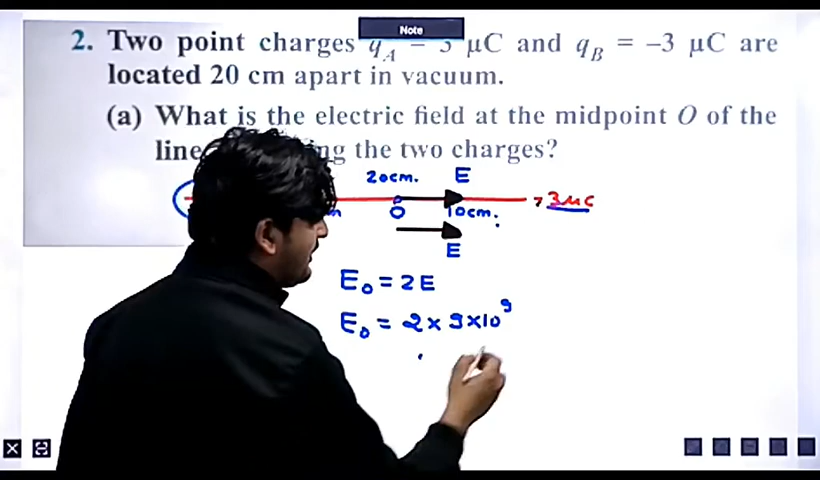 Note
2. Two point charges q_A = 3 μC and q_B = −3 μC are
located 20 cm apart in vacuum.
(a) What is the electric field at the midpoint O of the
line the two charges?
20cm. E
-3μC
O 10cm.
E
E₀ = 2E
E₀ = 2 × 9×10⁹